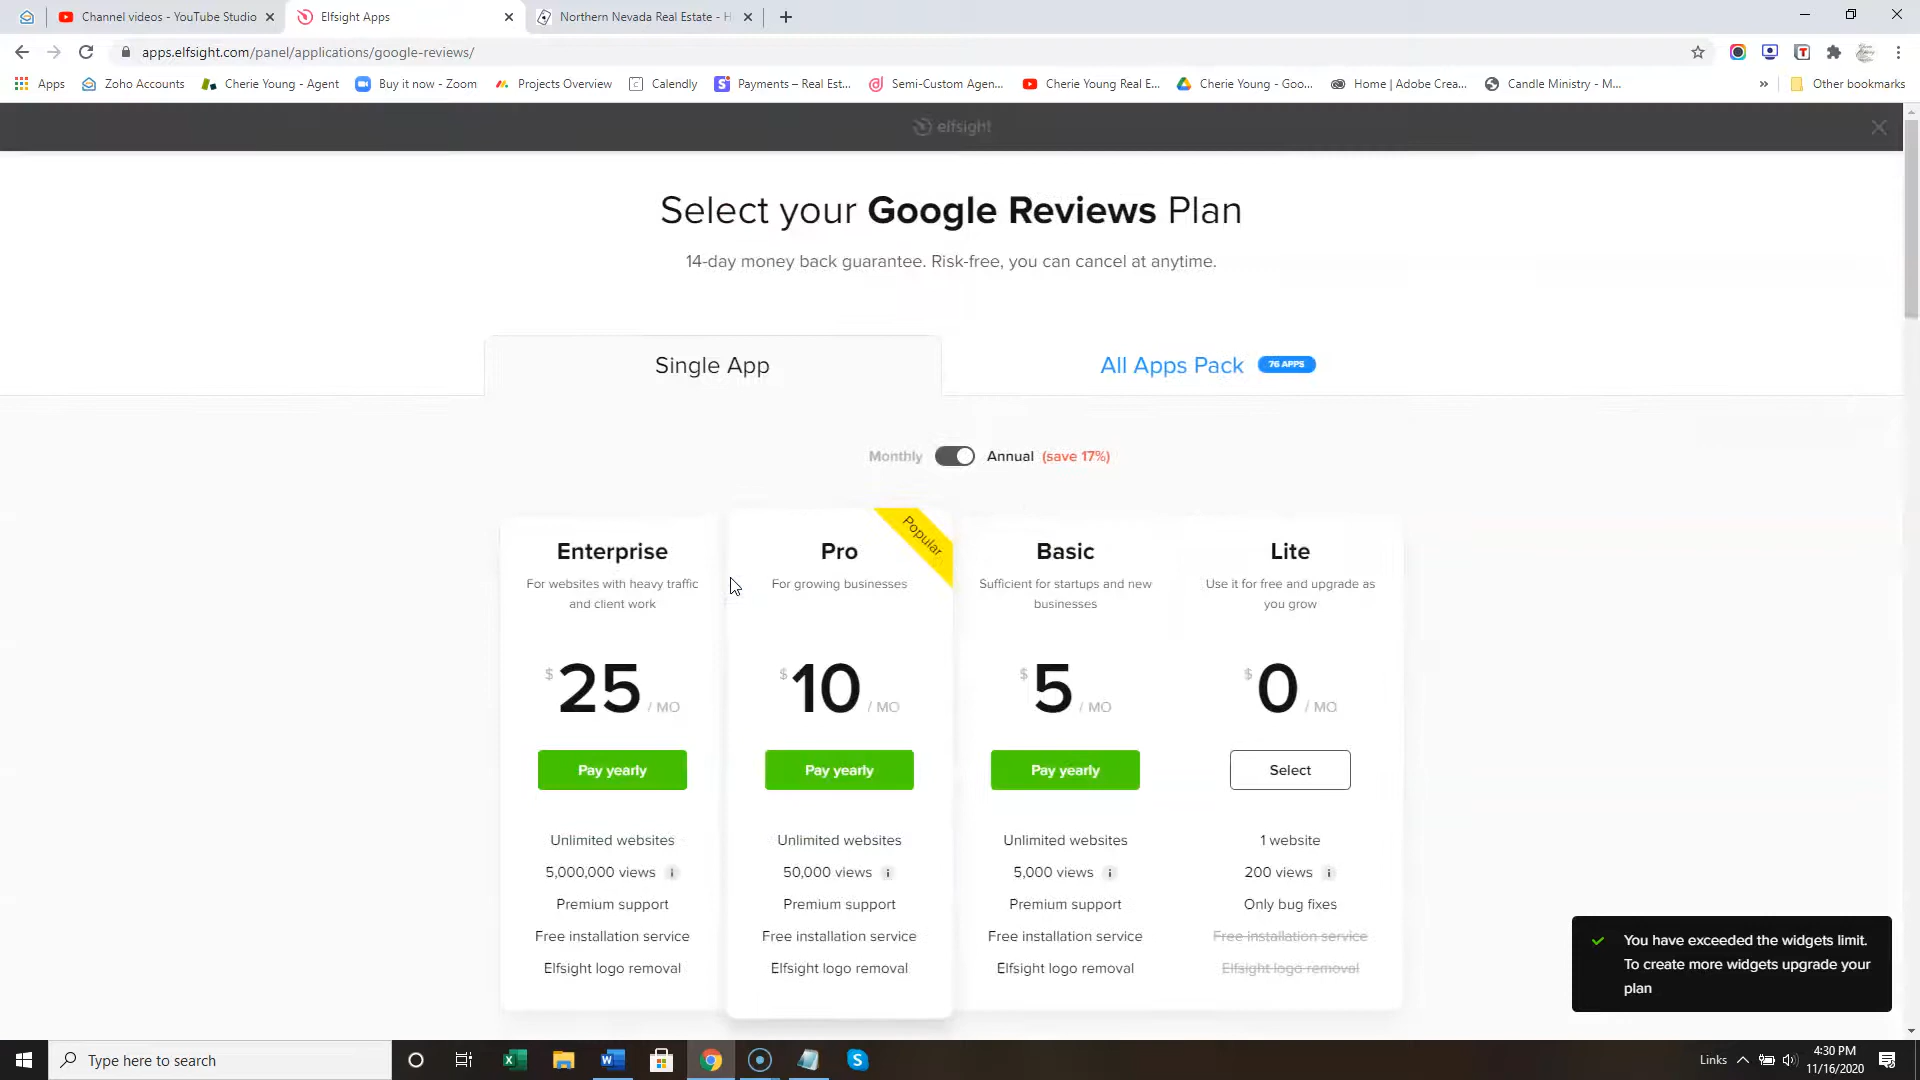 Channel videos - YouTube Studio
Elfsight Apps
Northern Nevada Real Estate - H
apps.elfsight.com/panel/applications/google-reviews/
Apps
Zoho Accounts
Cherie Young - Agent
Buy it now - Zoom
Projects Overview
Calendly
Payments – Real Est...
Semi-Custom Agen...
Cherie Young Real E...
Cherie Young - Goo...
Home | Adobe Crea...
Candle Ministry - M...
»
Other bookmarks
elfsight
Select your Google Reviews Plan
14-day money back guarantee. Risk-free, you can cancel at anytime.
Single App
All Apps Pack 76 APPS
Monthly
Annual (save 17%)
Enterprise
For websites with heavy traffic
and client work
$ 25 / MO
Pay yearly
Unlimited websites
5,000,000 views i
Premium support
Free installation service
Elfsight logo removal
Popular
Pro
For growing businesses
$ 10 / MO
Pay yearly
Unlimited websites
50,000 views i
Premium support
Free installation service
Elfsight logo removal
Basic
Sufficient for startups and new
businesses
$ 5 / MO
Pay yearly
Unlimited websites
5,000 views i
Premium support
Free installation service
Elfsight logo removal
Lite
Use it for free and upgrade as
you grow
$ 0 / MO
Select
1 website
200 views i
Only bug fixes
Free installation service
Elfsight logo removal
You have exceeded the widgets limit.
To create more widgets upgrade your
plan
Type here to search
Links
4:30 PM
11/16/2020